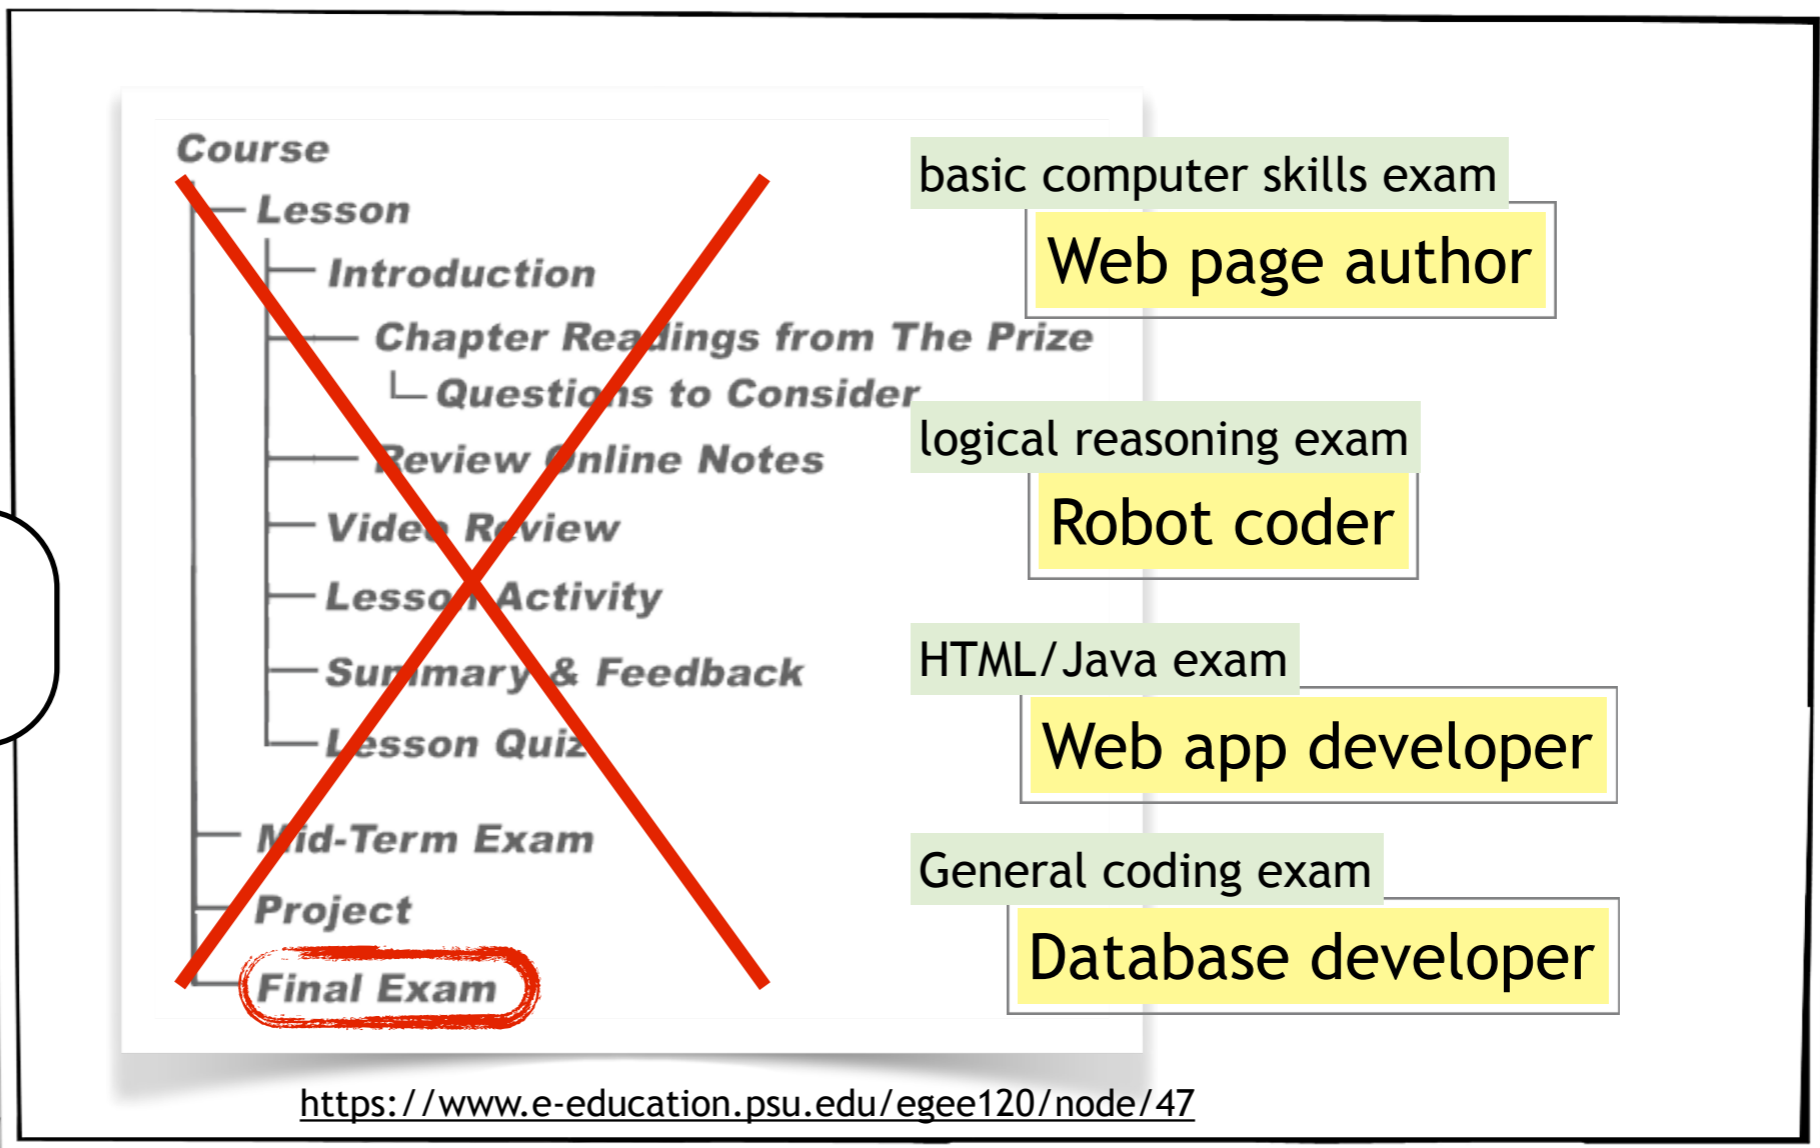 Course
Lesson
Introduction
Chapter Readings from The Prize
Questions to Consider
Review Online Notes
Video Review
Lesson Activity
Summary & Feedback
Lesson Quiz
Mid-Term Exam
Project
Final Exam
basic computer skills exam
Web page author
logical reasoning exam
Robot coder
HTML/Java exam
Web app developer
General coding exam
Database developer
https://www.e-education.psu.edu/egee120/node/47